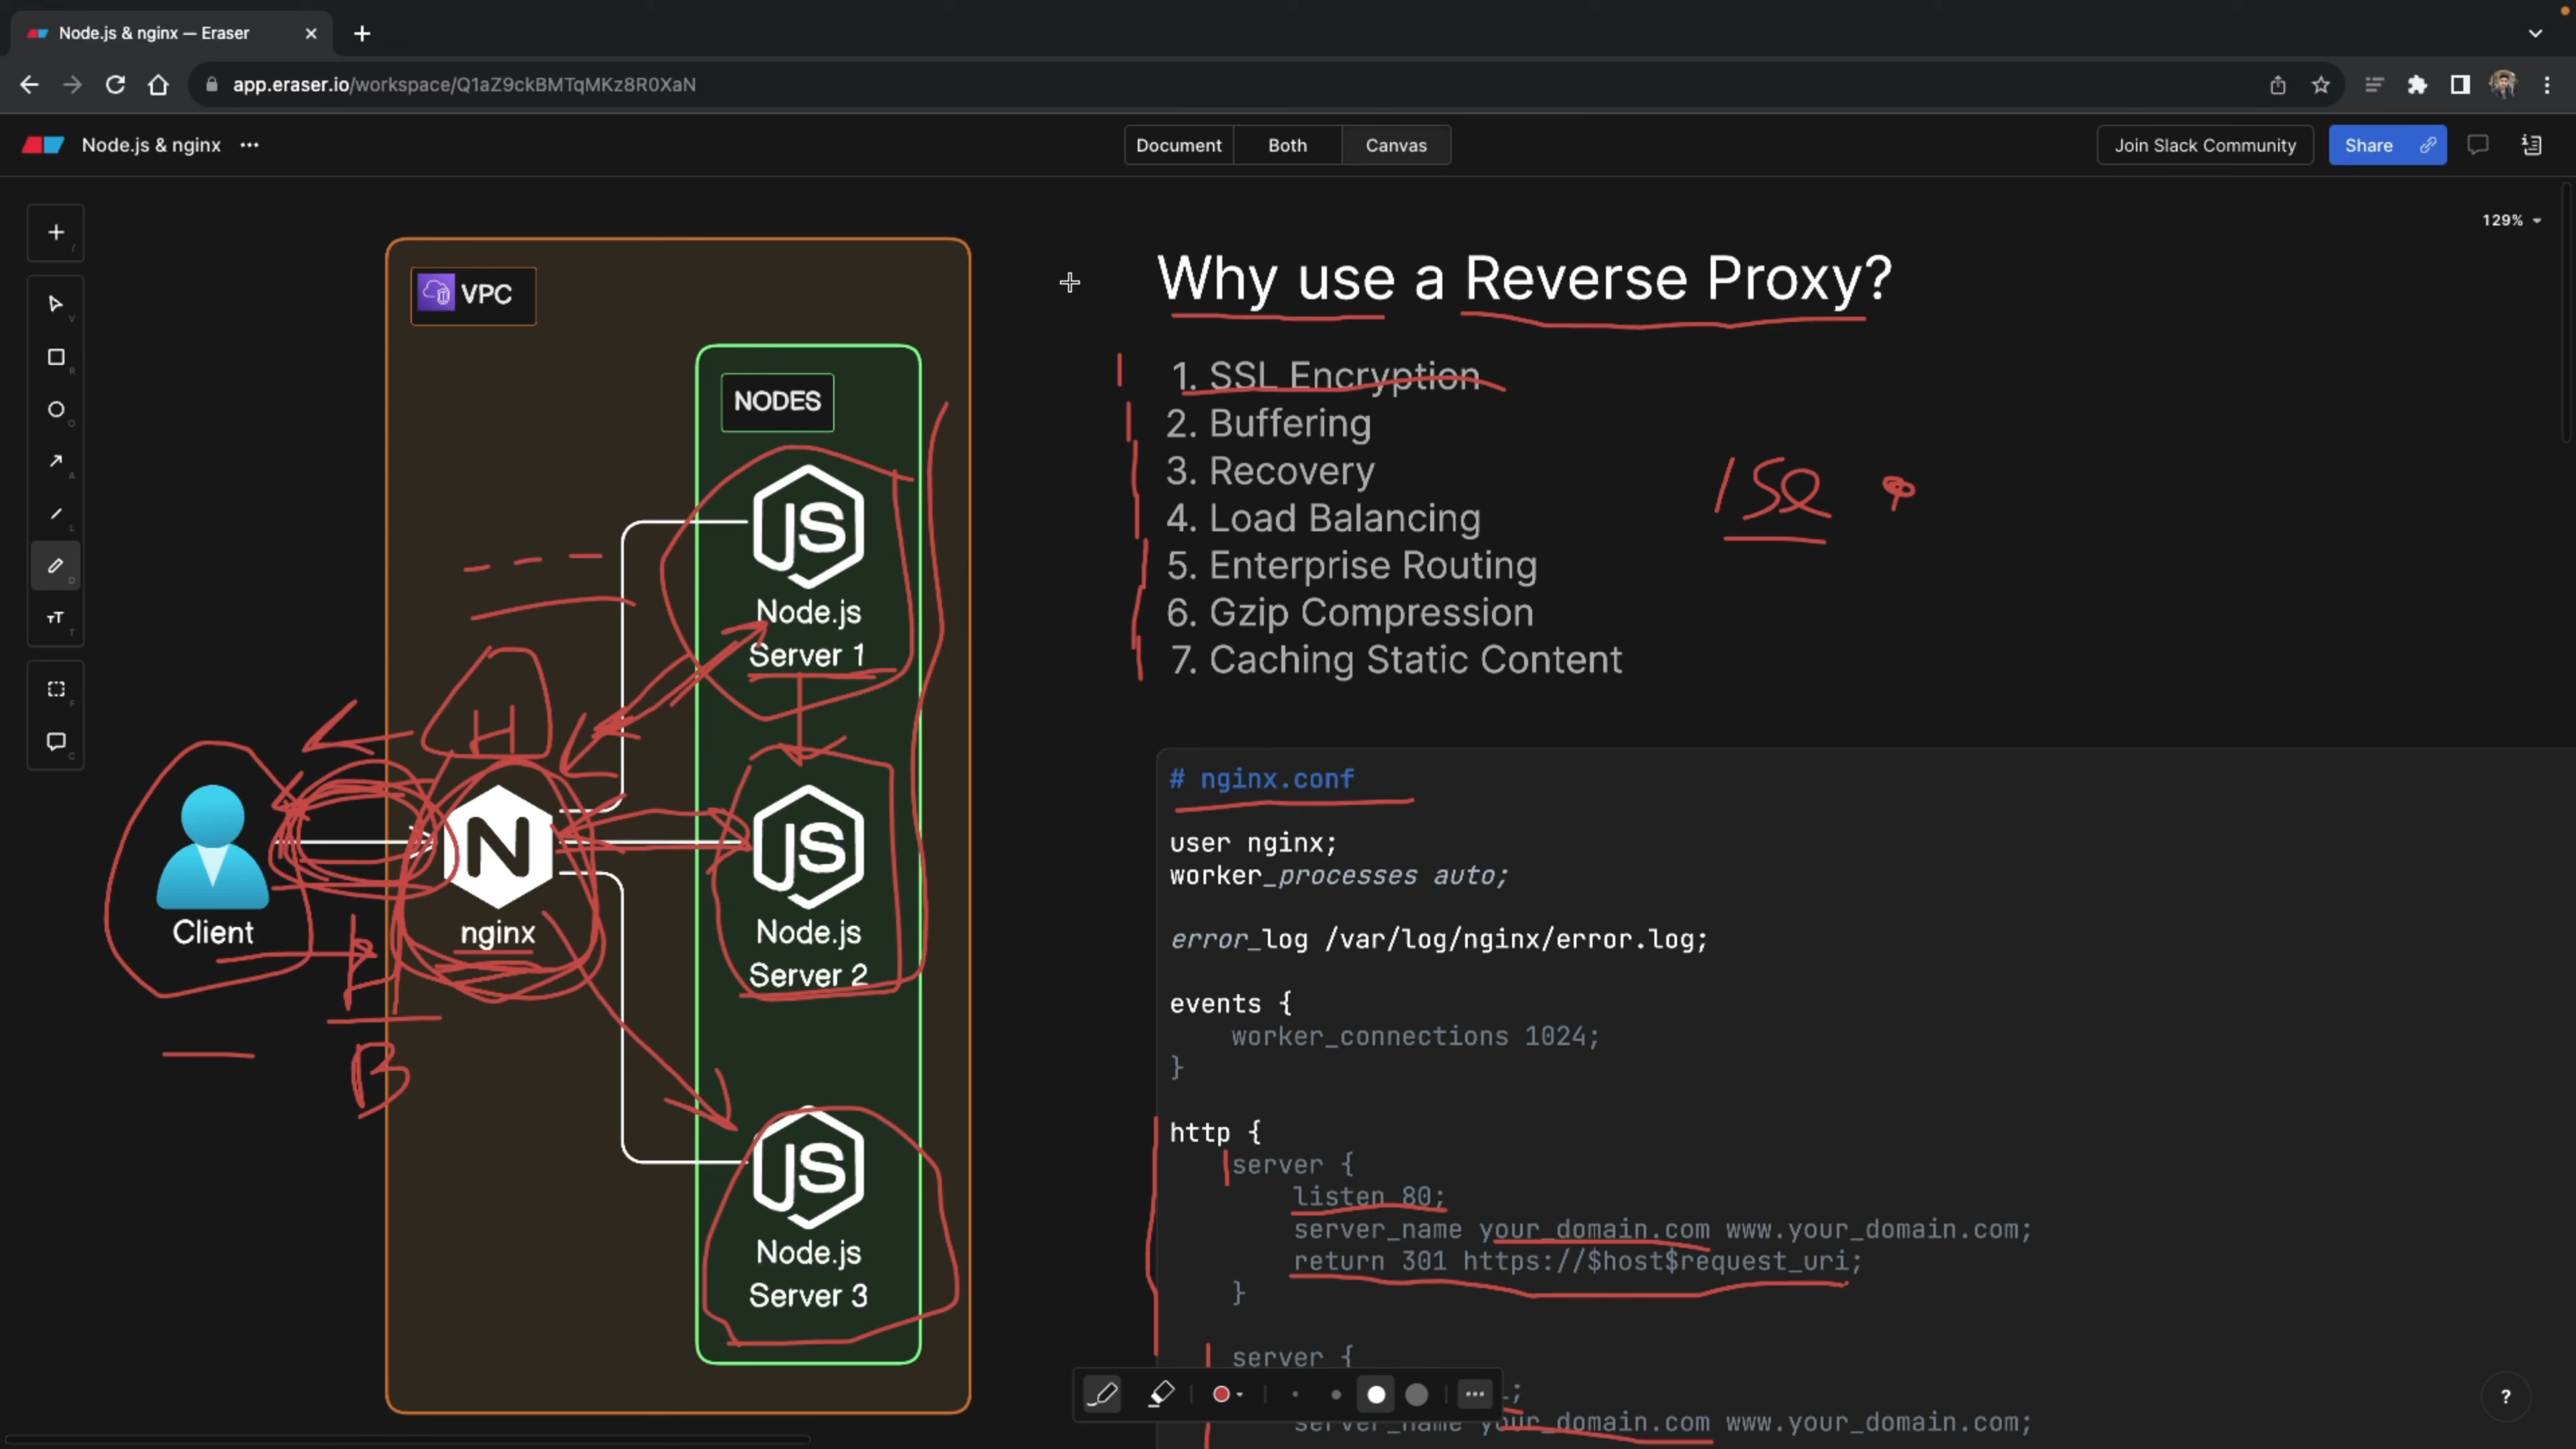 Node.js & nginx — Eraser
app.eraser.io/workspace/Q1aZ9ckBMTqMKz8R0XaN
Node.js & nginx
Document
Both
Canvas
Join Slack Community
Share
129%
VPC
NODES
Node.js
Server 1
H
Client
nginx
Node.js
Server 2
B
Node.js
Server 3
Why use a Reverse Proxy?
1. SSL Encryption
2. Buffering
3. Recovery
4. Load Balancing
5. Enterprise Routing
6. Gzip Compression
7. Caching Static Content
# nginx.conf
user nginx;
worker_processes auto;
error_log /var/log/nginx/error.log;
events {
worker_connections 1024;
}
http {
server {
listen 80;
server_name your_domain.com www.your_domain.com;
return 301 https://$host$request_uri;
}
server {
server_name your_domain.com www.your_domain.com;
?